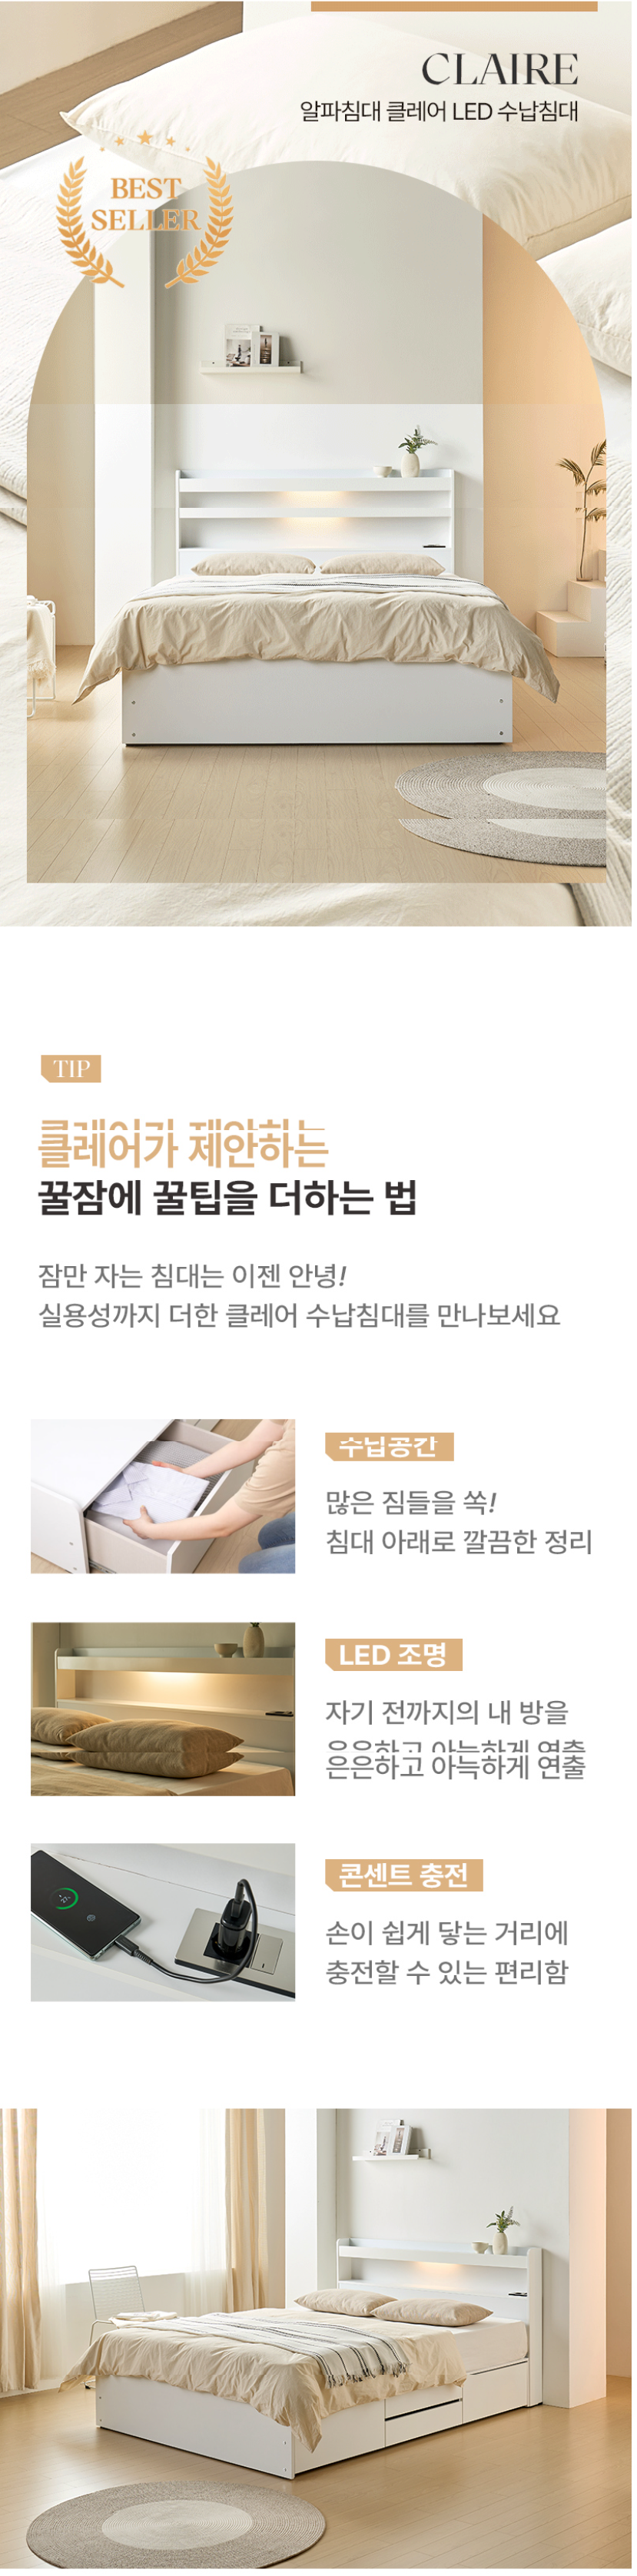 CLAIRE
알파침대 클레어 LED 수납침대
BEST
SELLER
TIP
클레어가 제안하는
꿀잠에 꿀팁을 더하는 법
잠만 자는 침대는 이젠 안녕!
실용성까지 더한 클레어 수납침대를 만나보세요
수납공간
많은 짐들을 쏙!
침대 아래로 깔끔한 정리
LED 조명
자기 전까지의 내 방을
은은하고 아늑하게 연출
콘센트 충전
손이 쉽게 닿는 거리에
충전할 수 있는 편리함